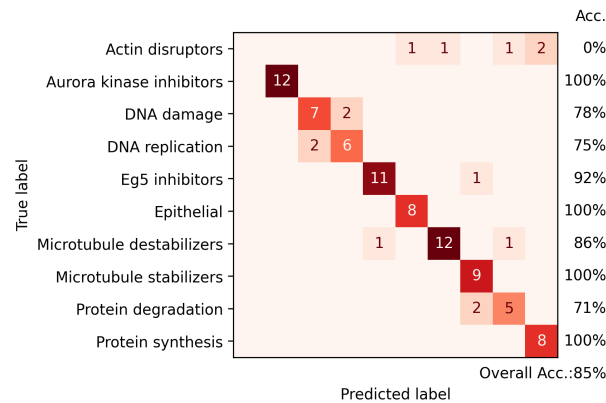 Acc.
Actin disruptors 1 1 1 2 0%
Aurora kinase inhibitors 12 100%
DNA damage 7 2 78%
DNA replication 2 6 75%
Eg5 inhibitors 11 1 92%
Epithelial 8 100%
Microtubule destabilizers 1 12 1 86%
Microtubule stabilizers 9 100%
Protein degradation 2 5 71%
Protein synthesis 8 100%
True label
Overall Acc.:85%
Predicted label